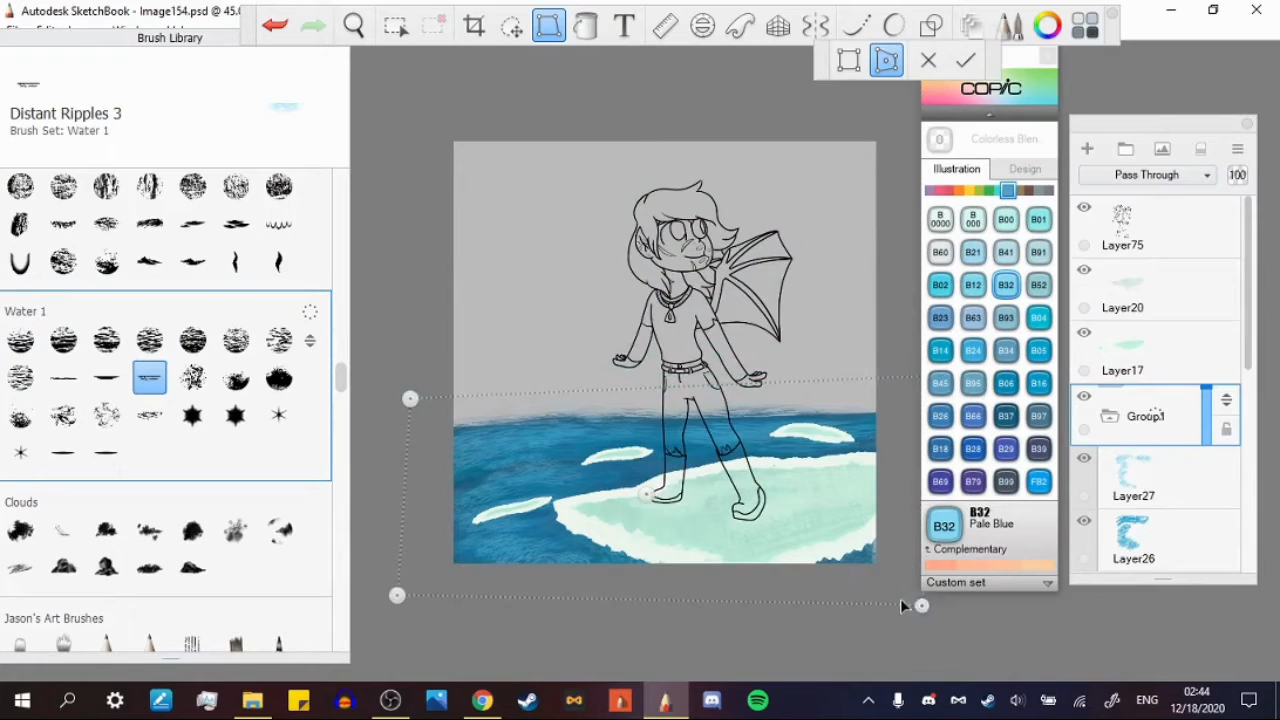 Autodesk SketchBook - Image154.psd @ 45.0
Brush Library
Distant Ripples 3
Brush Set: Water 1
Water 1
Clouds
Jason's Art Brushes
T
COPIC
0 Colorless Blen.
Illustration Design
B0000 B000 B00 B01
B60 B21 B41 B91
B02 B12 B32 B52
B23 B63 B93 B04
B14 B24 B34 B05
B45 B95 B06 B16
B26 B66 B37 B97
B18 B28 B29 B39
B69 B79 B99 FB2
B32
B32
Pale Blue
Complementary
Custom set
Pass Through 100
Layer75
Layer20
Layer17
Group1
Layer27
Layer26
ENG
02:44
12/18/2020